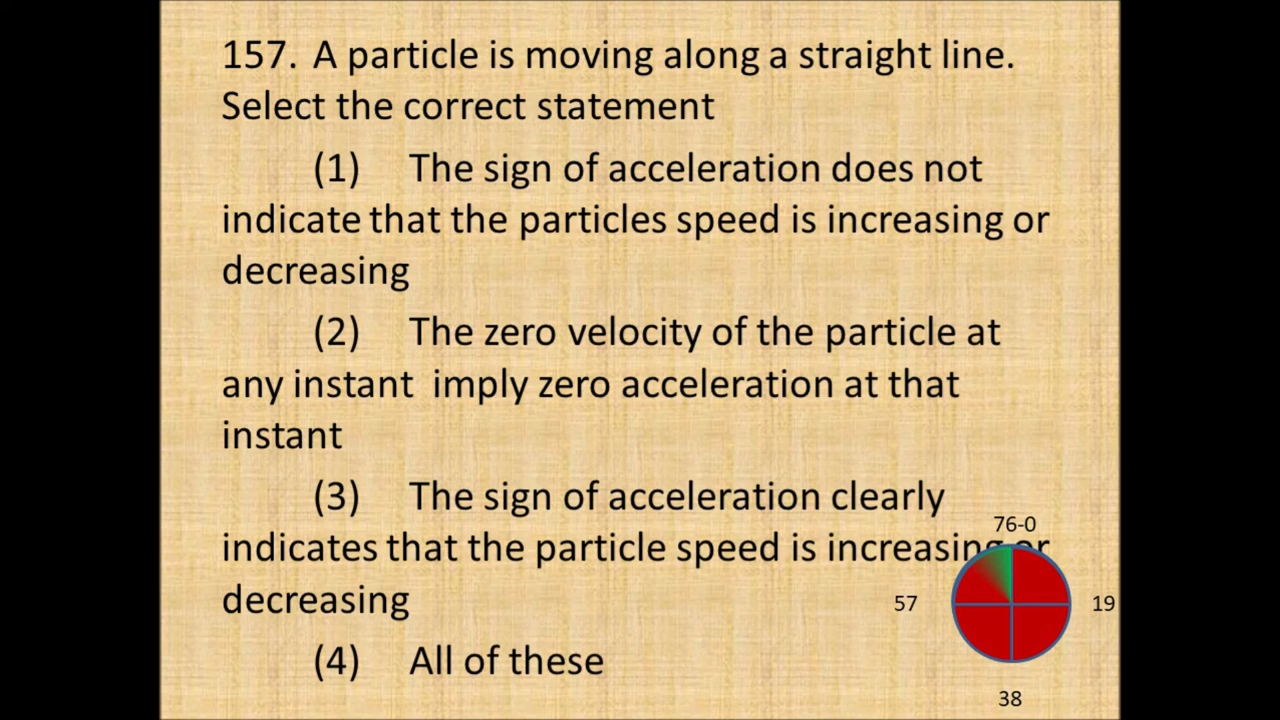 157. A particle is moving along a straight line.
Select the correct statement
(1) The sign of acceleration does not
indicate that the particles speed is increasing or
decreasing
(2) The zero velocity of the particle at
any instant imply zero acceleration at that
instant
(3) The sign of acceleration clearly
indicates that the particle speed is increasing or
decreasing
(4) All of these
76-0
57
19
38